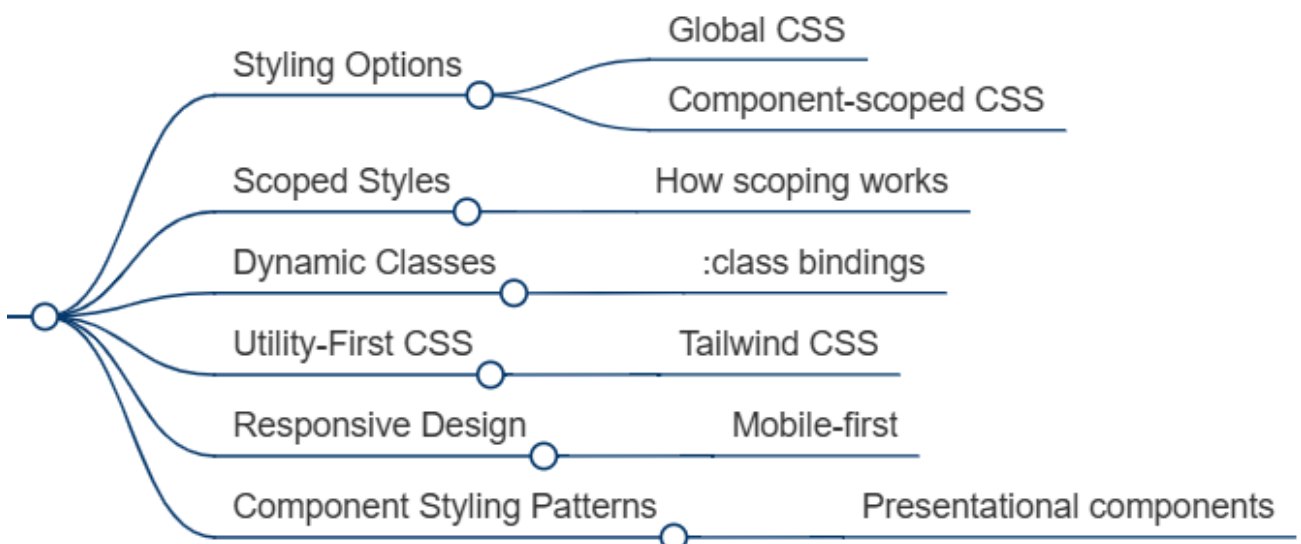 Styling Options
Global CSS
Component-scoped CSS
Scoped Styles
How scoping works
Dynamic Classes
:class bindings
Utility-First CSS
Tailwind CSS
Responsive Design
Mobile-first
Component Styling Patterns
Presentational components